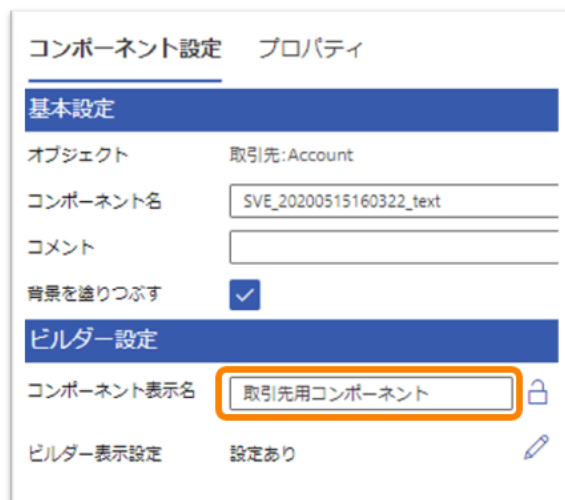 コンポーネント設定 プロパティ
基本設定
オブジェクト 取引先:Account
コンポーネント名 SVE_20200515160322_text
コメント
背景を塗りつぶす
ビルダー設定
コンポーネント表示名 取引先用コンポーネント
ビルダー表示設定 設定あり